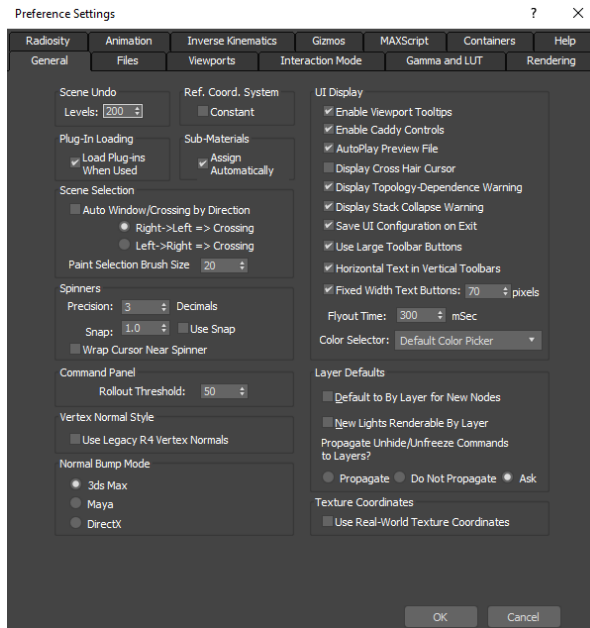 Preference Settings
?
Radiosity Animation Inverse Kinematics Gizmos MAXScript Containers Help
General Files Viewports Interaction Mode Gamma and LUT Rendering
Scene Undo
Levels: 200
Ref. Coord. System
Constant
Plug-In Loading
Load Plug-ins
When Used
Sub-Materials
Assign
Automatically
Scene Selection
Auto Window/Crossing by Direction
Right->Left => Crossing
Left->Right => Crossing
Paint Selection Brush Size 20
Spinners
Precision: 3 Decimals
Snap: 1.0 Use Snap
Wrap Cursor Near Spinner
Command Panel
Rollout Threshold: 50
Vertex Normal Style
Use Legacy R4 Vertex Normals
Normal Bump Mode
3ds Max
Maya
DirectX
UI Display
Enable Viewport Tooltips
Enable Caddy Controls
AutoPlay Preview File
Display Cross Hair Cursor
Display Topology-Dependence Warning
Display Stack Collapse Warning
Save UI Configuration on Exit
Use Large Toolbar Buttons
Horizontal Text in Vertical Toolbars
Fixed Width Text Buttons: 70 pixels
Flyout Time: 300 mSec
Color Selector: Default Color Picker
Layer Defaults
Default to By Layer for New Nodes
New Lights Renderable By Layer
Propagate Unhide/Unfreeze Commands
to Layers?
Propagate Do Not Propagate Ask
Texture Coordinates
Use Real-World Texture Coordinates
OK Cancel